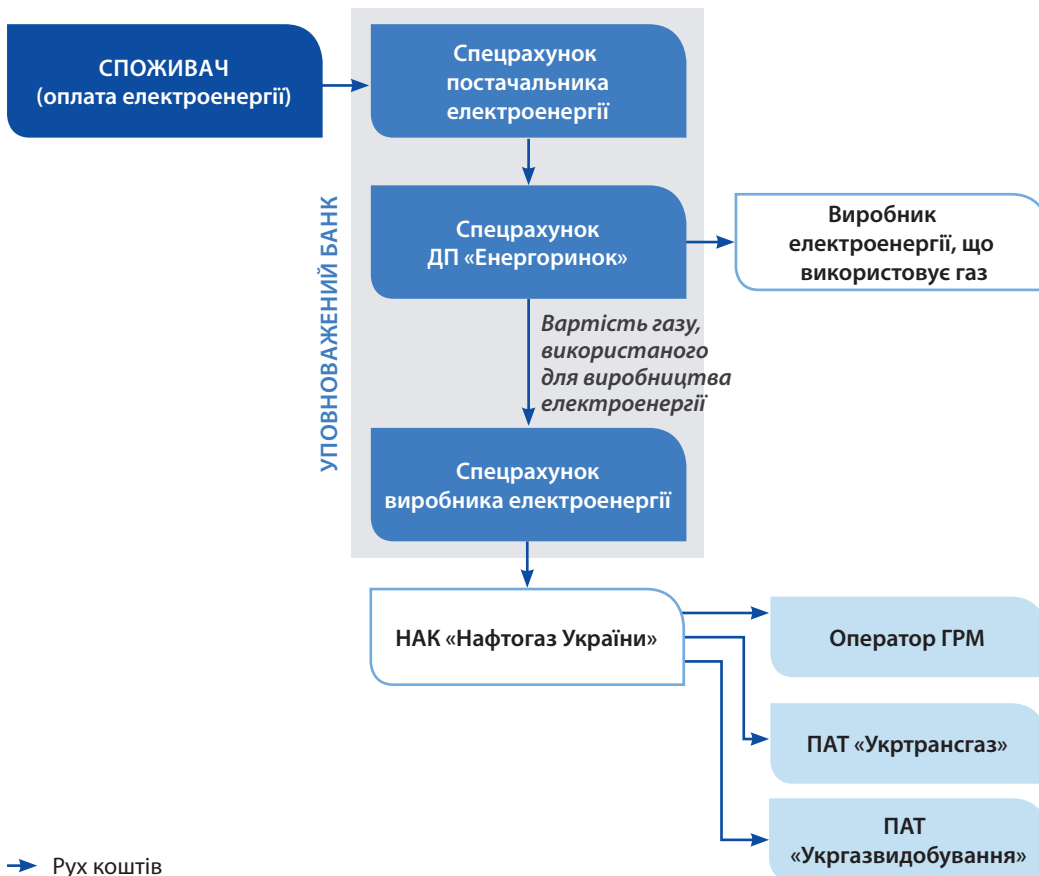 СПОЖИВАЧ
(оплата електроенергії)
Спецрахунок
постачальника
електроенергії
УПОВНОВАЖЕНИЙ БАНК
Спецрахунок
ДП «Енергоринок»
Виробник
електроенергії, що
використовує газ
Вартість газу,
використаного
для виробництва
електроенергії
Спецрахунок
виробника електроенергії
НАК «Нафтогаз України»
Оператор ГРМ
ПАТ «Укртрансгаз»
ПАТ
«Укргазвидобування»
Рух коштів